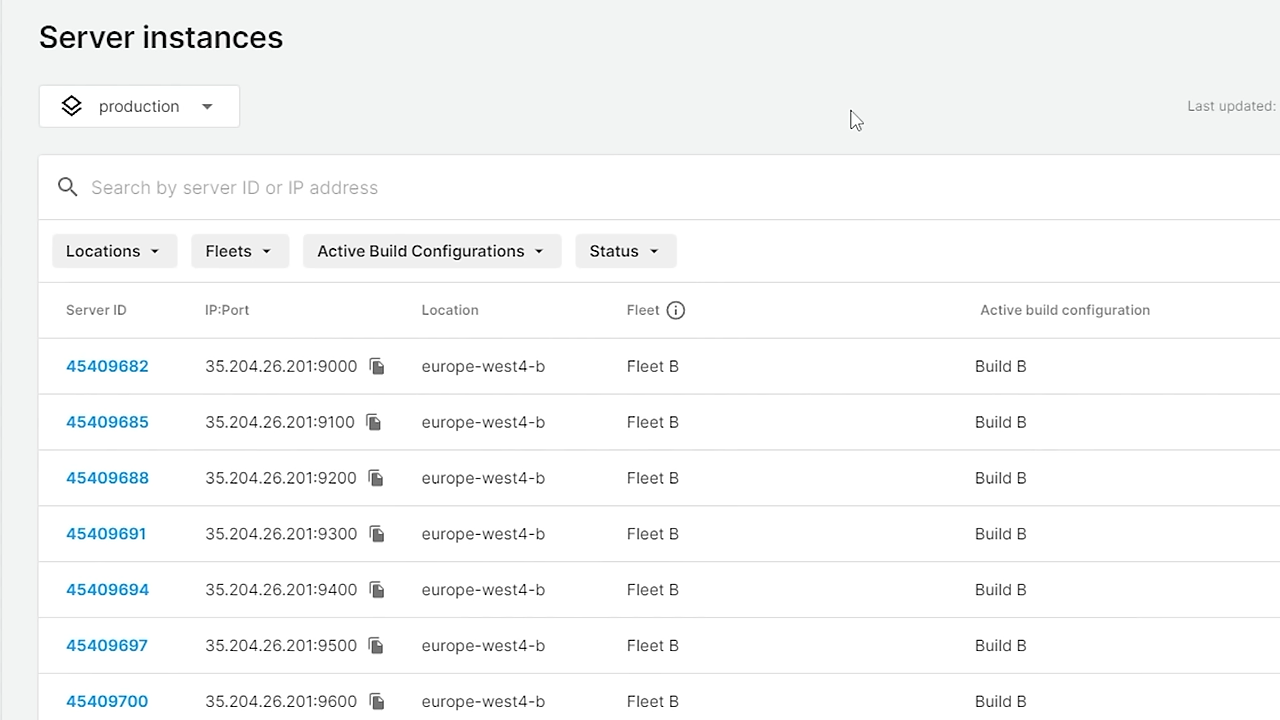 Server instances
production
Last updated:
Search by server ID or IP address
Locations Fleets Active Build Configurations Status
Server ID IP:Port Location Fleet Active build configuration
45409682 35.204.26.201:9000 europe-west4-b Fleet B Build B
45409685 35.204.26.201:9100 europe-west4-b Fleet B Build B
45409688 35.204.26.201:9200 europe-west4-b Fleet B Build B
45409691 35.204.26.201:9300 europe-west4-b Fleet B Build B
45409694 35.204.26.201:9400 europe-west4-b Fleet B Build B
45409697 35.204.26.201:9500 europe-west4-b Fleet B Build B
45409700 35.204.26.201:9600 europe-west4-b Fleet B Build B